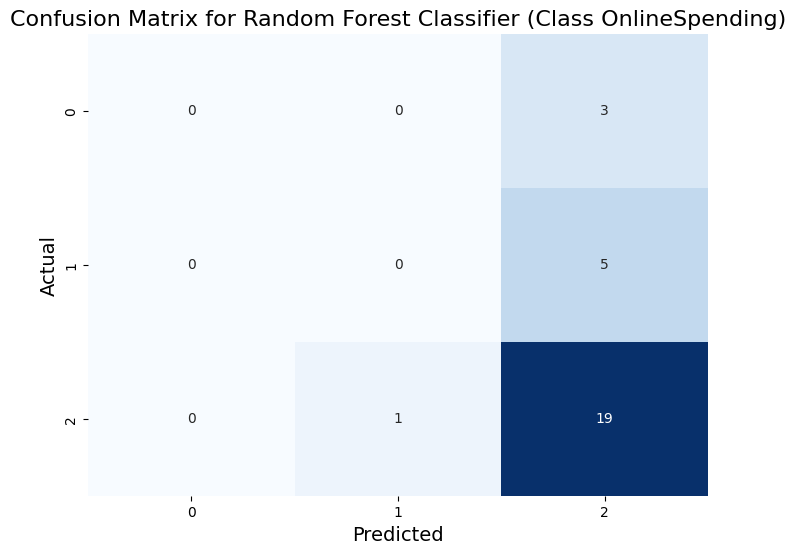 Confusion Matrix for Random Forest Classifier (Class OnlineSpending)
0 0 0 3
Actual
1 0 0 5
2 0 1 19
0 1 2
Predicted